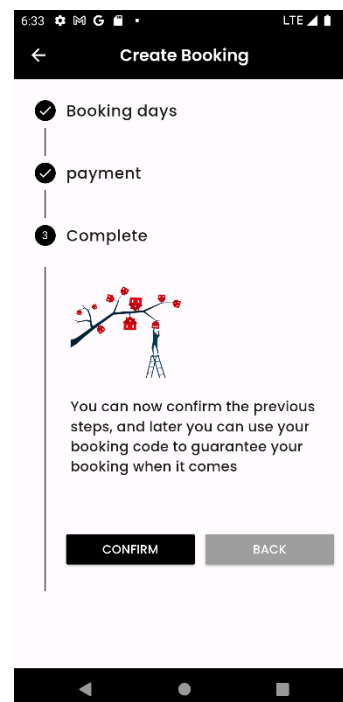 6:33 G LTE
Create Booking
Booking days
payment
3 Complete
You can now confirm the previous
steps, and later you can use your
booking code to guarantee your
booking when it comes
CONFIRM BACK